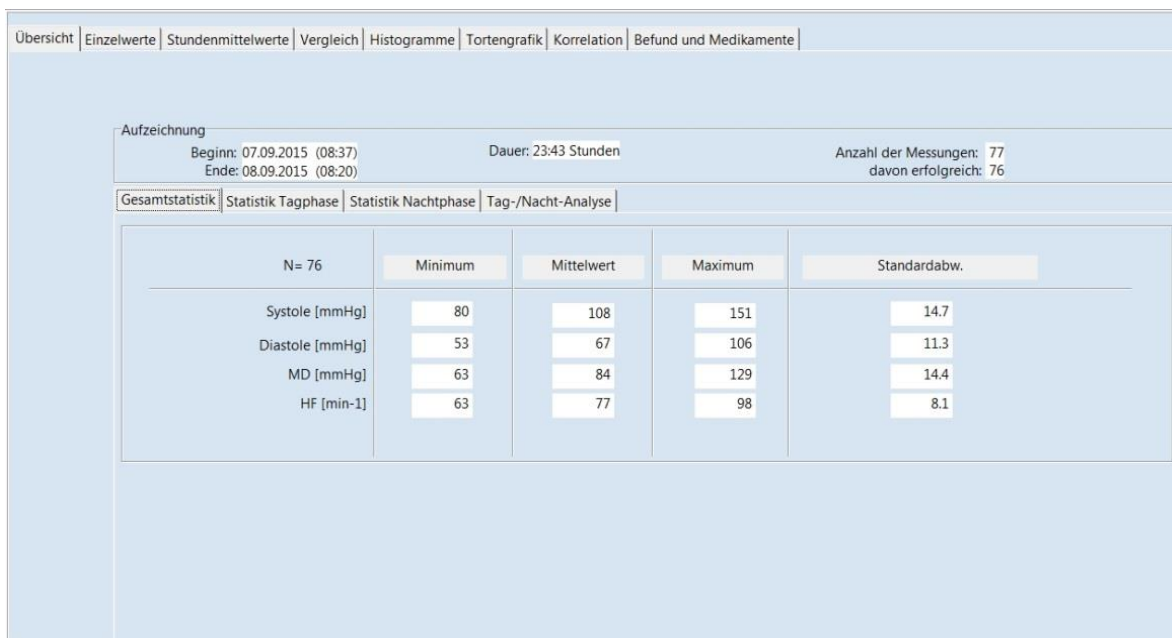 Übersicht Einzelwerte Stundenmittelwerte Vergleich Histogramme Tortengrafik Korrelation Befund und Medikamente
Aufzeichnung
Beginn: 07.09.2015 (08:37) Dauer: 23:43 Stunden Anzahl der Messungen: 77
Ende: 08.09.2015 (08:20) davon erfolgreich: 76
Gesamtstatistik Statistik Tagphase Statistik Nachtphase Tag-/Nacht-Analyse
N= 76 Minimum Mittelwert Maximum Standardabw.
Systole [mmHg] 80 108 151 14.7
Diastole [mmHg] 53 67 106 11.3
MD [mmHg] 63 84 129 14.4
HF [min-1] 63 77 98 8.1